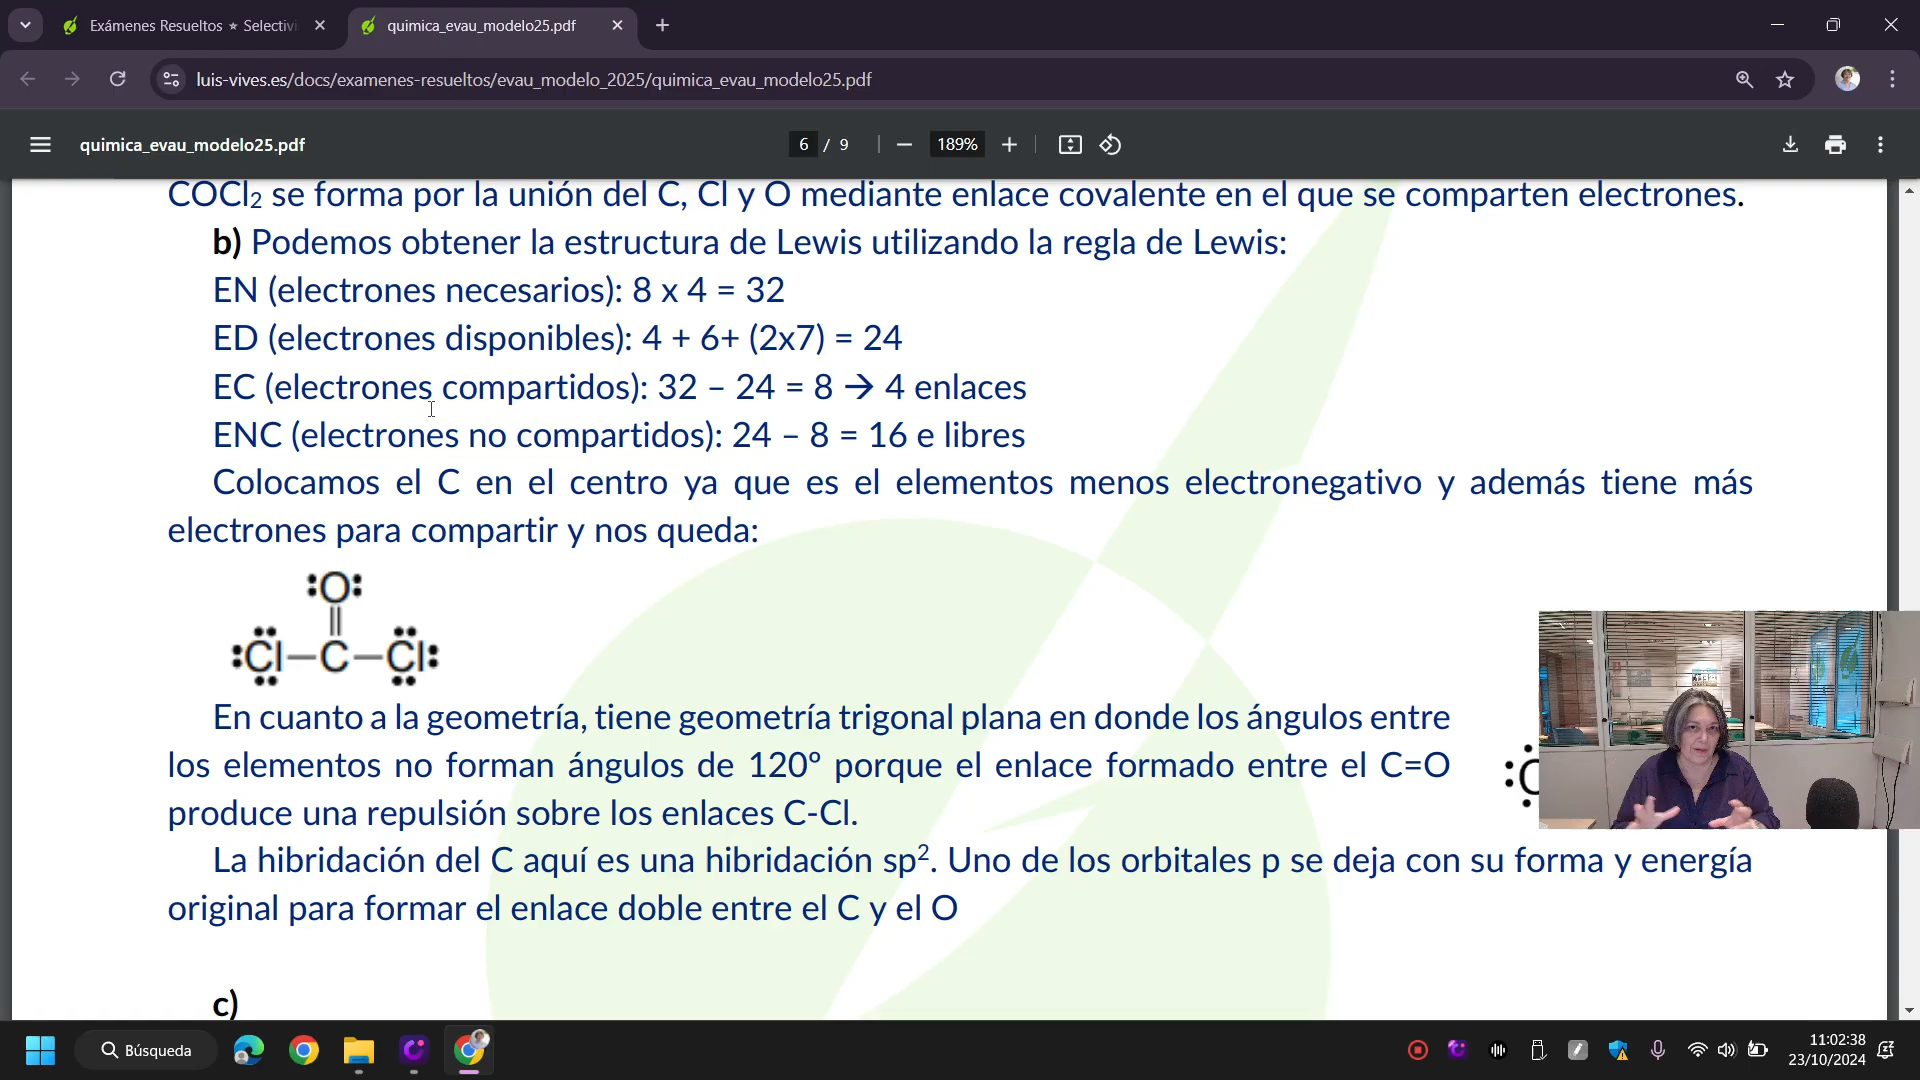 Exámenes Resueltos ⭑ Selectivi
quimica_evau_modelo25.pdf
luis-vives.es/docs/examenes-resueltos/evau_modelo_2025/quimica_evau_modelo25.pdf
quimica_evau_modelo25.pdf
6 / 9
189%
COCl₂ se forma por la unión del C, Cl y O mediante enlace covalente en el que se comparten electrones.
b) Podemos obtener la estructura de Lewis utilizando la regla de Lewis:
EN (electrones necesarios): 8 x 4 = 32
ED (electrones disponibles): 4 + 6+ (2x7) = 24
EC (electrones compartidos): 32 – 24 = 8 → 4 enlaces
ENC (electrones no compartidos): 24 – 8 = 16 e libres
Colocamos el C en el centro ya que es el elementos menos electronegativo y además tiene más
electrones para compartir y nos queda:
:O:
:Cl—C—Cl:
En cuanto a la geometría, tiene geometría trigonal plana en donde los ángulos entre
los elementos no forman ángulos de 120º porque el enlace formado entre el C=O
produce una repulsión sobre los enlaces C-Cl.
La hibridación del C aquí es una hibridación sp². Uno de los orbitales p se deja con su forma y energía
original para formar el enlace doble entre el C y el O
c)
Búsqueda
11:02:38
23/10/2024